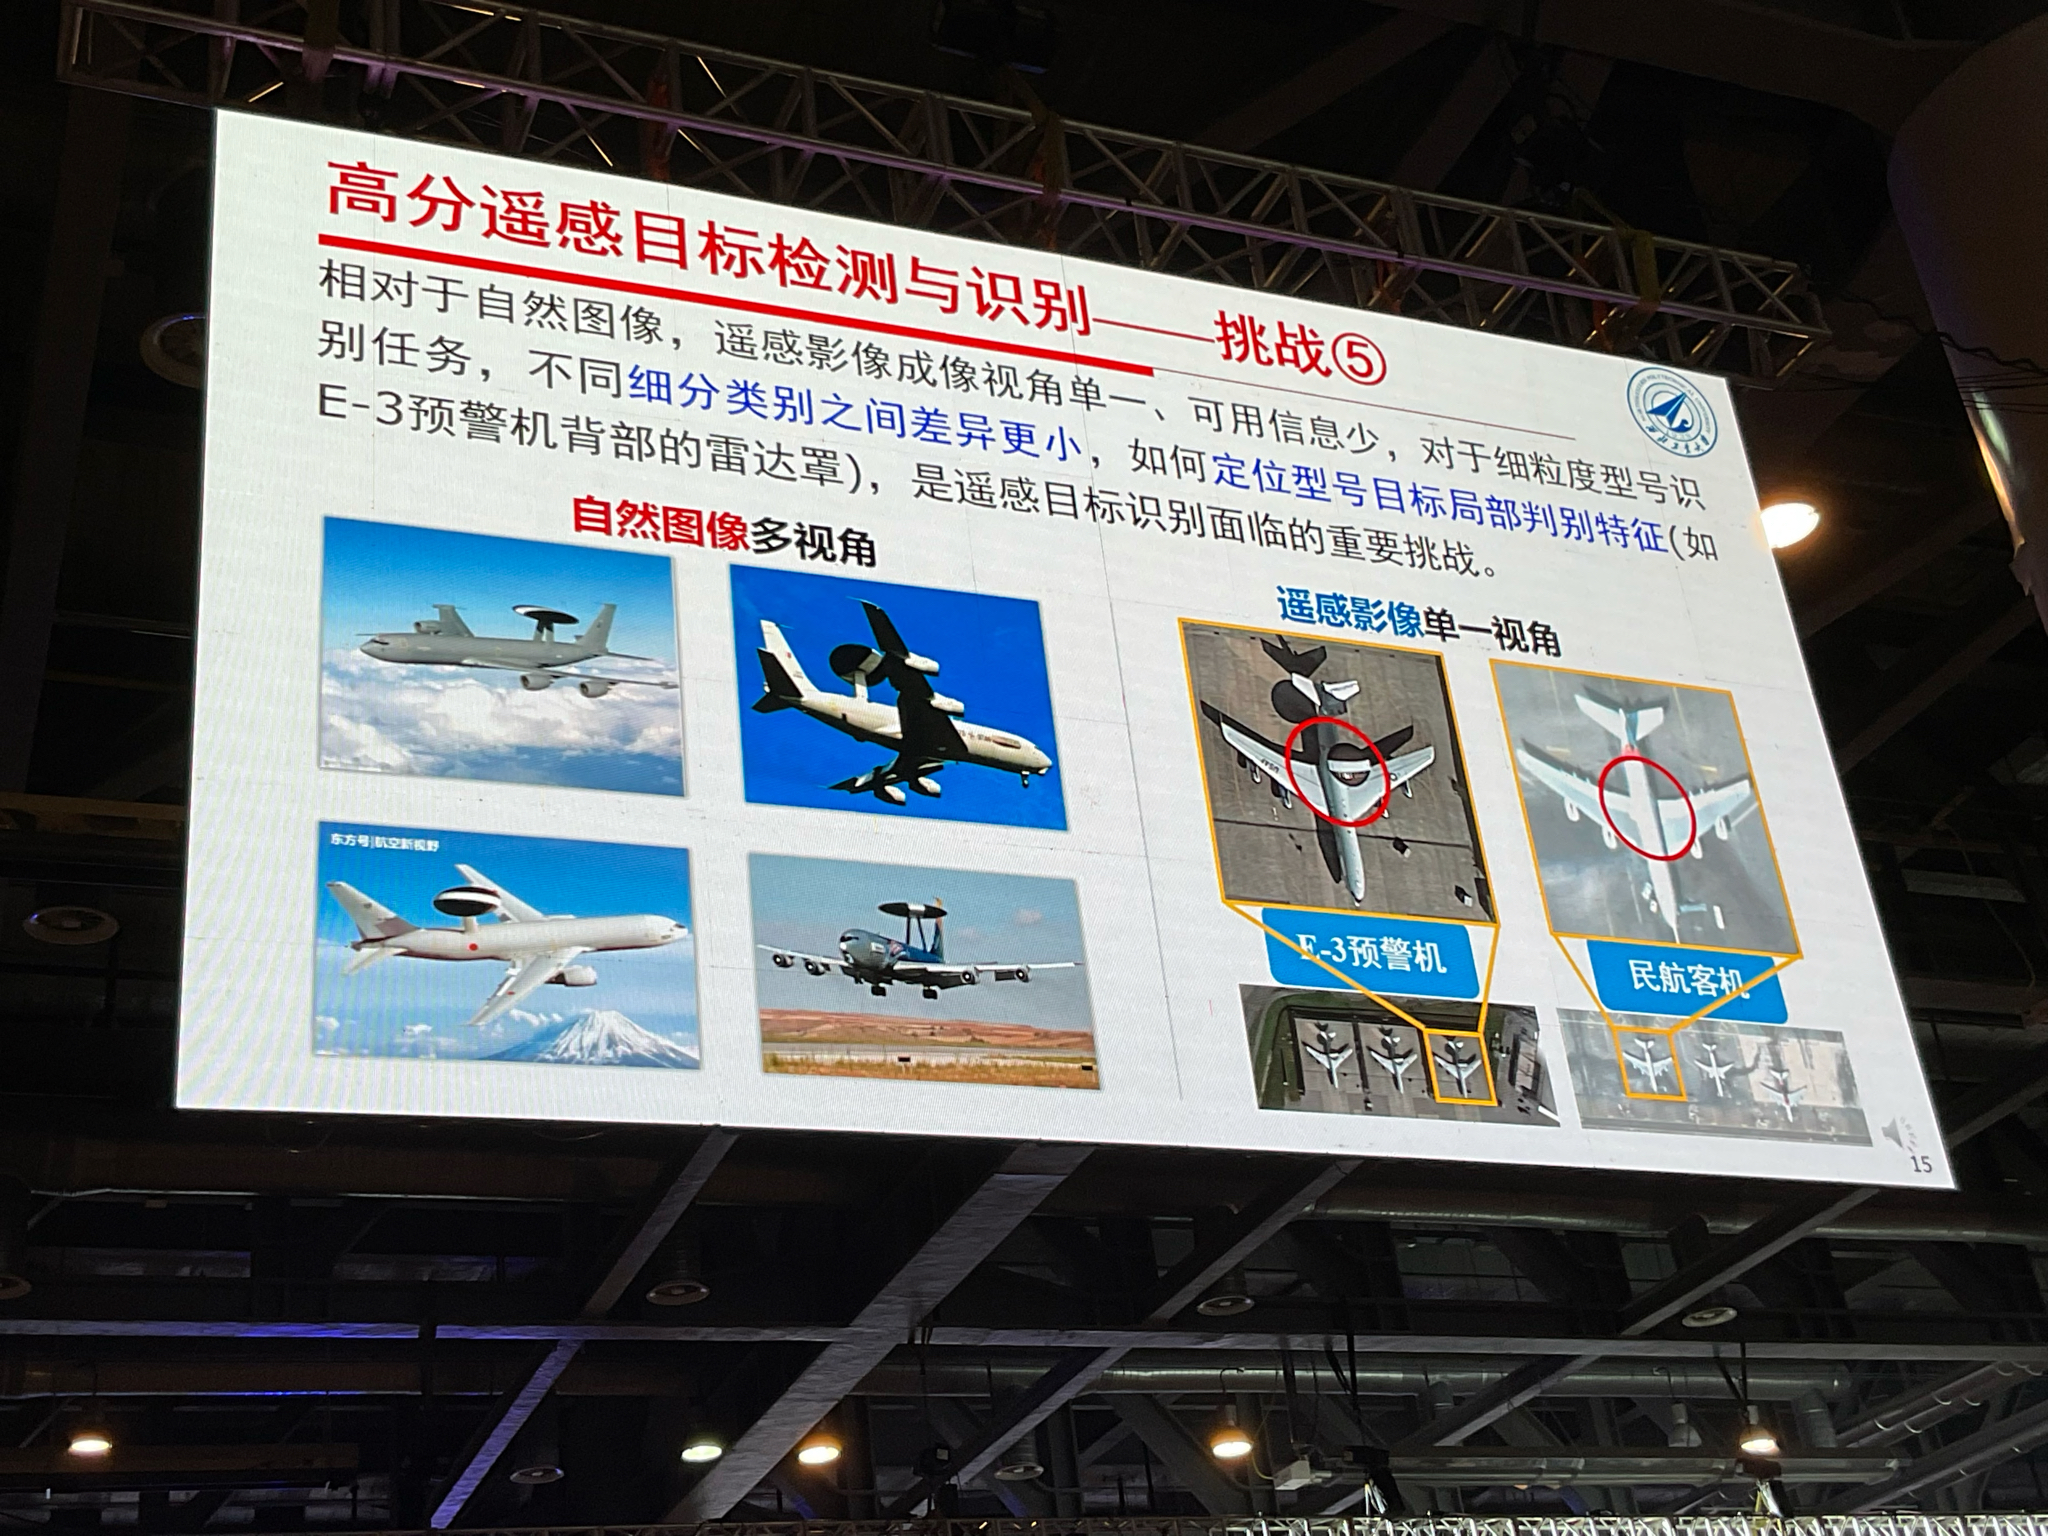 高分遥感目标检测与识别——挑战⑤
相对于自然图像，遥感影像成像视角单一、可用信息少，对于细粒度型号识
别任务，不同细分类别之间差异更小，如何定位型号目标局部判别特征(如
E-3预警机背部的雷达罩)，是遥感目标识别面临的重要挑战。
自然图像多视角
遥感影像单一视角
东方号|航空新视野
E-3预警机
民航客机
15